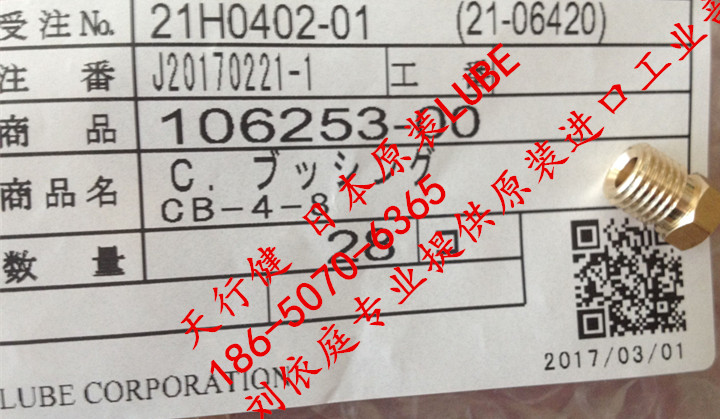 受注No. 21H0402-01 (21-06420)
注番 J20170221-1 工番
商品 106253-00
商品名 C. ブッシング
CB-4-8
数量 28
2017/03/01
LUBE CORPORATION
天行健 日本原装LUBE
186-5070-6365
刘依庭专业提供原装进口工业